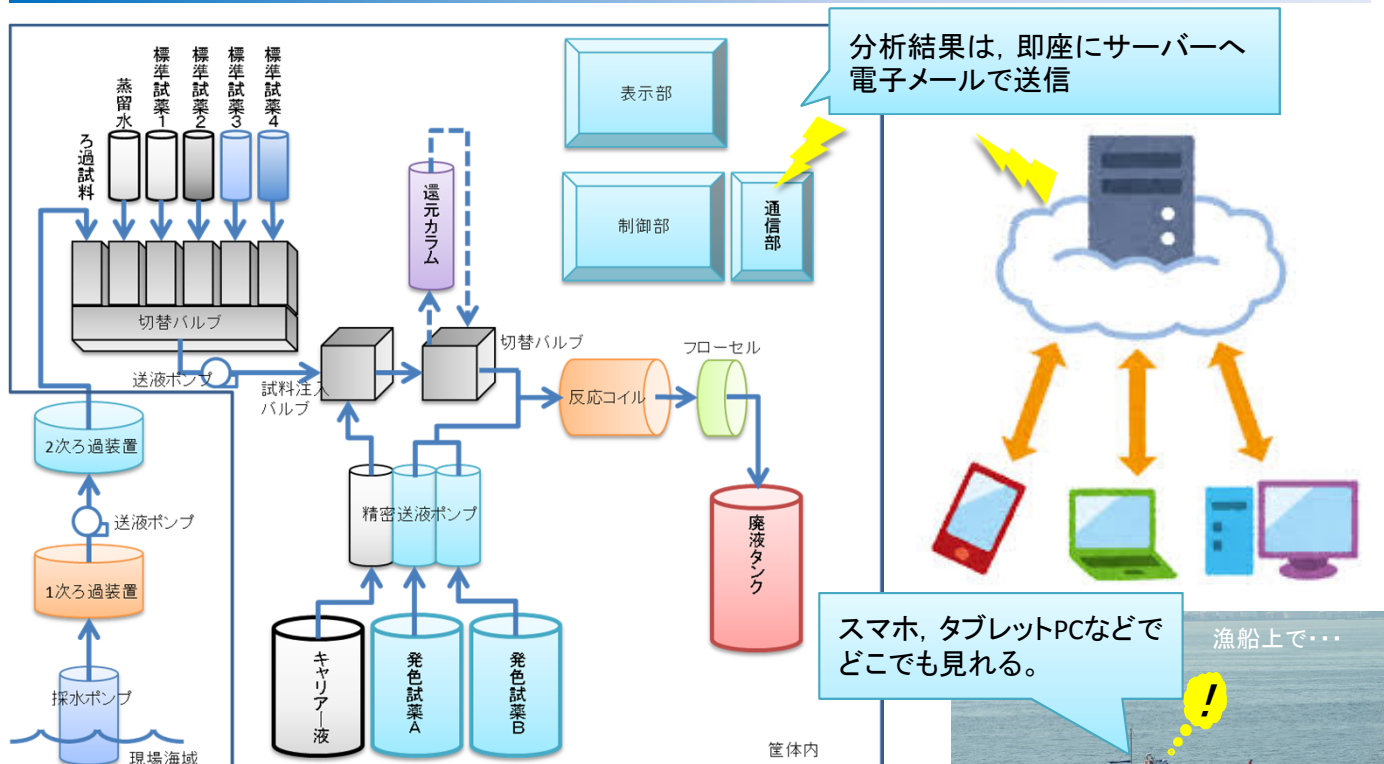 分析結果は，即座にサーバーへ
電子メールで送信
ろ過試料
蒸留水
標準試薬1
標準試薬2
標準試薬3
標準試薬4
表示部
還元カラム
制御部
通信部
切替バルブ
切替バルブ
フローセル
送液ポンプ
試料注入
バルブ
反応コイル
2次ろ過装置
精密送液ポンプ
送液ポンプ
廃液タンク
1次ろ過装置
スマホ，タブレットPCなどで
どこでも見れる。
漁船上で･･･
!
キャリアー液
発色試薬A
発色試薬B
採水ポンプ
現場海域
筐体内